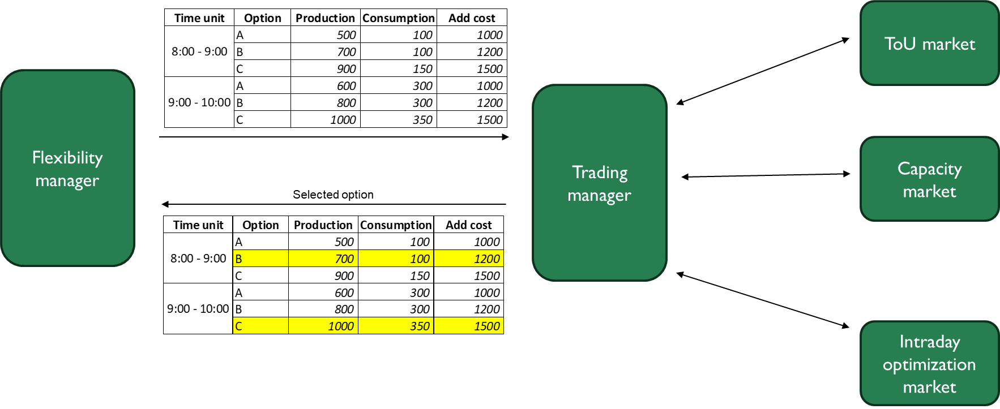 Flexibility
manager
Time unit Option Production Consumption Add cost
8:00 - 9:00
A 500 100 1000
B 700 100 1200
C 900 150 1500
9:00 - 10:00
A 600 300 1000
B 800 300 1200
C 1000 350 1500
Selected option
Time unit Option Production Consumption Add cost
8:00 - 9:00
A 500 100 1000
B 700 100 1200
C 900 150 1500
9:00 - 10:00
A 600 300 1000
B 800 300 1200
C 1000 350 1500
Trading
manager
ToU market
Capacity
market
Intraday
optimization
market